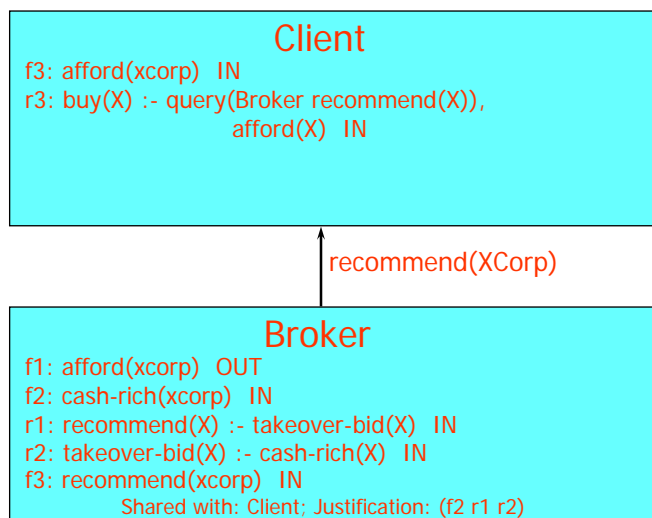 Client
f3: afford(xcorp) IN
r3: buy(X) :- query(Broker recommend(X)),
afford(X) IN
recommend(XCorp)
Broker
f1: afford(xcorp) OUT
f2: cash-rich(xcorp) IN
r1: recommend(X) :- takeover-bid(X) IN
r2: takeover-bid(X) :- cash-rich(X) IN
f3: recommend(xcorp) IN
Shared with: Client; Justification: (f2 r1 r2)